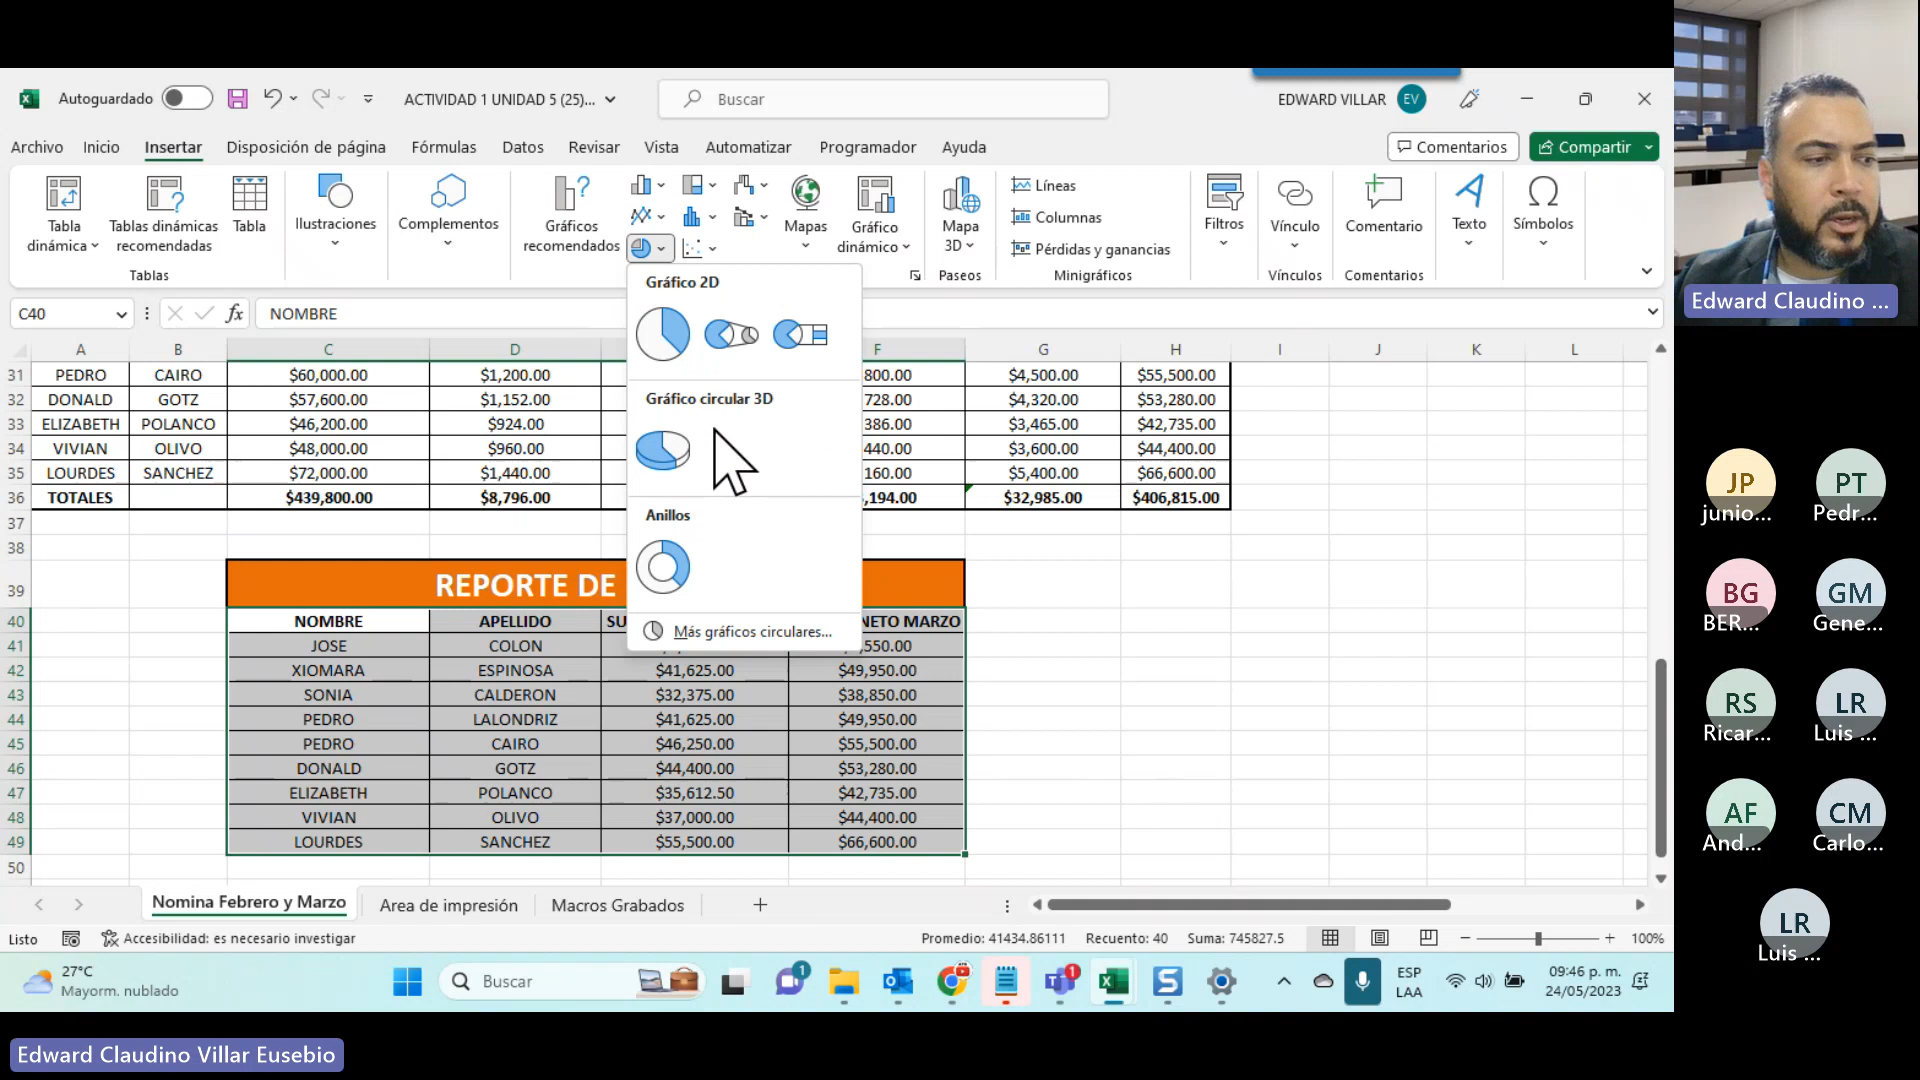 Autoguardado
ACTIVIDAD 1 UNIDAD 5 (25)...
Buscar
EDWARD VILLAR
EV
Archivo Inicio Insertar Disposición de página Fórmulas Datos Revisar Vista Automatizar Programador Ayuda
Comentarios
Compartir
Tabla dinámica
Tablas dinámicas recomendadas
Tabla
Tablas
Ilustraciones
Complementos
Gráficos recomendados
Mapas
Gráfico dinámico
Mapa 3D
Paseos
Líneas
Columnas
Pérdidas y ganancias
Minigráficos
Filtros
Vínculo
Vínculos
Comentario
Comentarios
Texto
Símbolos
Gráfico 2D
Gráfico circular 3D
Anillos
Más gráficos circulares...
C40
fx
NOMBRE
A B C D F G H I J K L
31 PEDRO CAIRO $60,000.00 $1,200.00 800.00 $4,500.00 $55,500.00
32 DONALD GOTZ $57,600.00 $1,152.00 728.00 $4,320.00 $53,280.00
33 ELIZABETH POLANCO $46,200.00 $924.00 386.00 $3,465.00 $42,735.00
34 VIVIAN OLIVO $48,000.00 $960.00 440.00 $3,600.00 $44,400.00
35 LOURDES SANCHEZ $72,000.00 $1,440.00 160.00 $5,400.00 $66,600.00
36 TOTALES $439,800.00 $8,796.00 ,194.00 $32,985.00 $406,815.00
37
38
39 REPORTE DE
40 NOMBRE APELLIDO SU NETO MARZO
41 JOSE COLON 550.00
42 XIOMARA ESPINOSA $41,625.00 $49,950.00
43 SONIA CALDERON $32,375.00 $38,850.00
44 PEDRO LALONDRIZ $41,625.00 $49,950.00
45 PEDRO CAIRO $46,250.00 $55,500.00
46 DONALD GOTZ $44,400.00 $53,280.00
47 ELIZABETH POLANCO $35,612.50 $42,735.00
48 VIVIAN OLIVO $37,000.00 $44,400.00
49 LOURDES SANCHEZ $55,500.00 $66,600.00
50
Nomina Febrero y Marzo Area de impresión Macros Grabados
Listo
Accesibilidad: es necesario investigar
Promedio: 41434.86111 Recuento: 40 Suma: 745827.5
100%
27°C
Mayorm. nublado
Buscar
1
1
ESP
LAA
09:46 p. m.
24/05/2023
Edward Claudino ...
JP
junio...
PT
Pedr...
BG
BER...
GM
Gene...
RS
Ricar...
LR
Luis ...
AF
And...
CM
Carlo...
LR
Luis ...
Edward Claudino Villar Eusebio